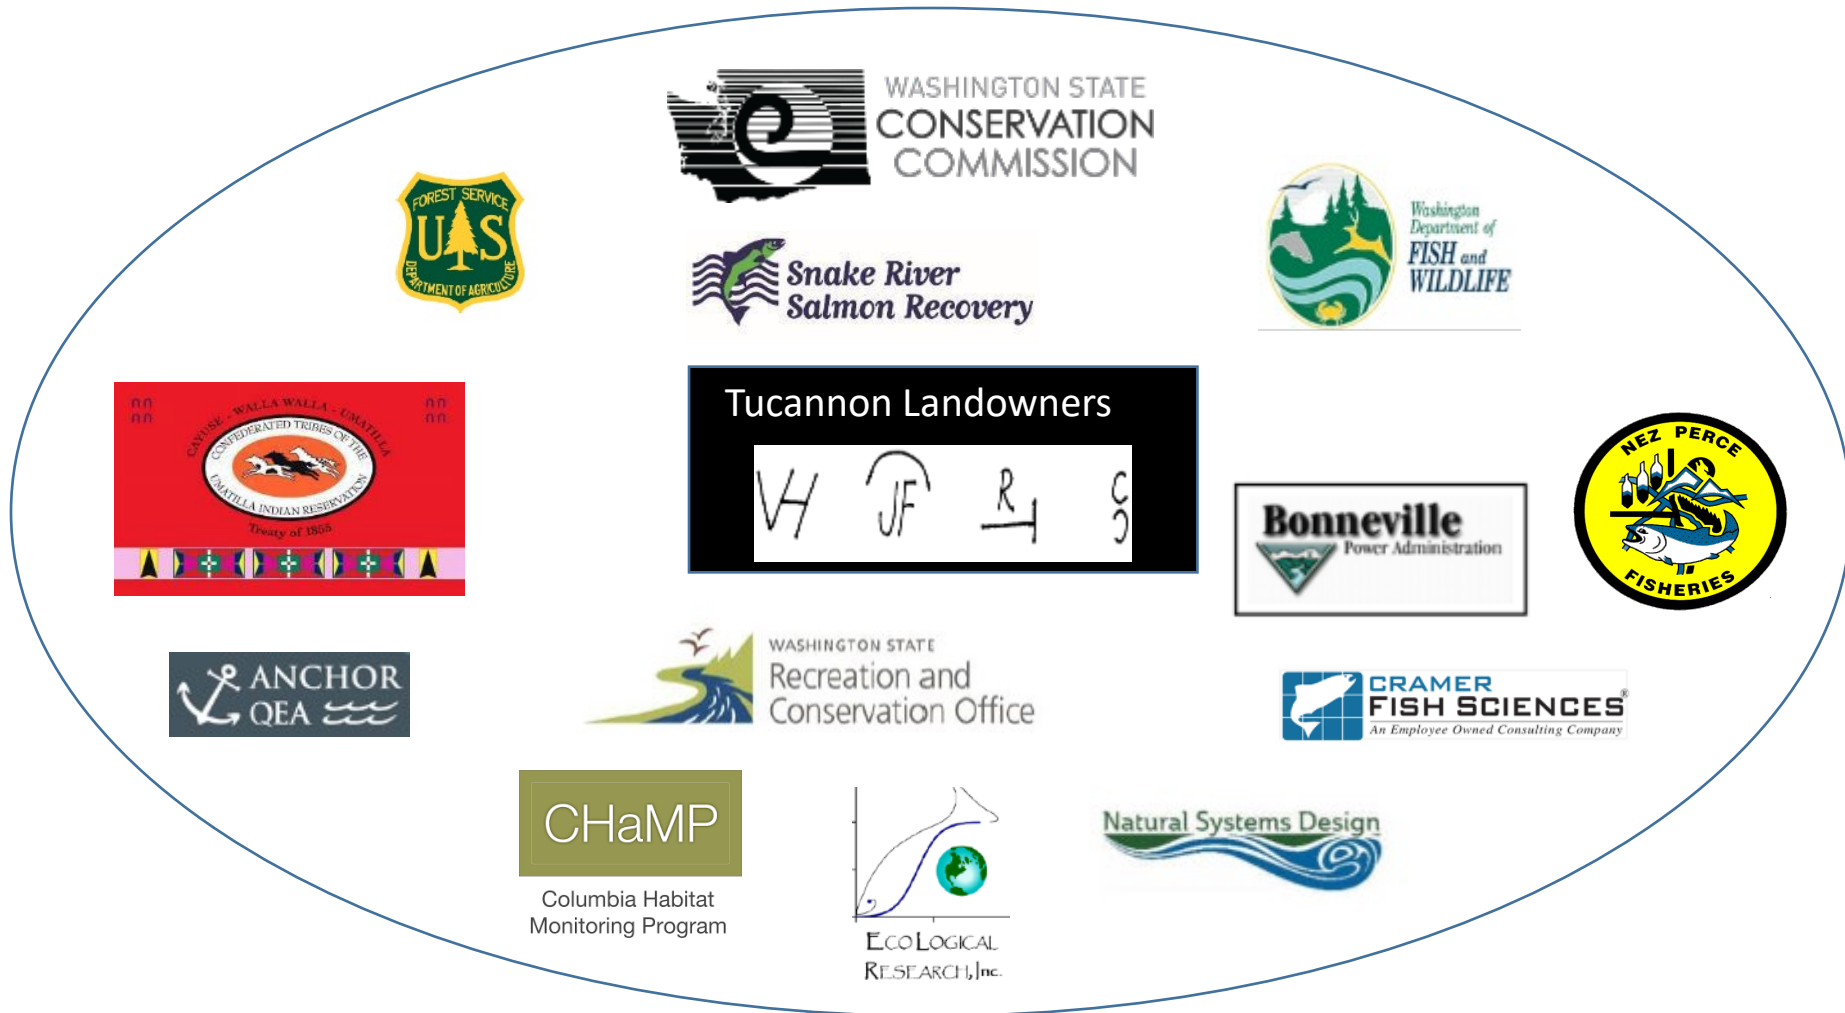 WASHINGTON STATE
CONSERVATION
COMMISSION
FOREST SERVICE
US
DEPARTMENT OF AGRICULTURE
Snake River
Salmon Recovery
Washington
Department of
FISH and
WILDLIFE
CAYUSE - WALLA WALLA - UMATILLA
CONFEDERATED TRIBES OF THE
UMATILLA INDIAN RESERVATION
Treaty of 1855
Tucannon Landowners
VH JF R C
Bonneville
Power Administration
NEZ PERCE
FISHERIES
ANCHOR
QEA
WASHINGTON STATE
Recreation and
Conservation Office
CRAMER
FISH SCIENCES®
An Employee Owned Consulting Company
CHaMP
Columbia Habitat
Monitoring Program
ECOLOGICAL
RESEARCH, Inc.
Natural Systems Design